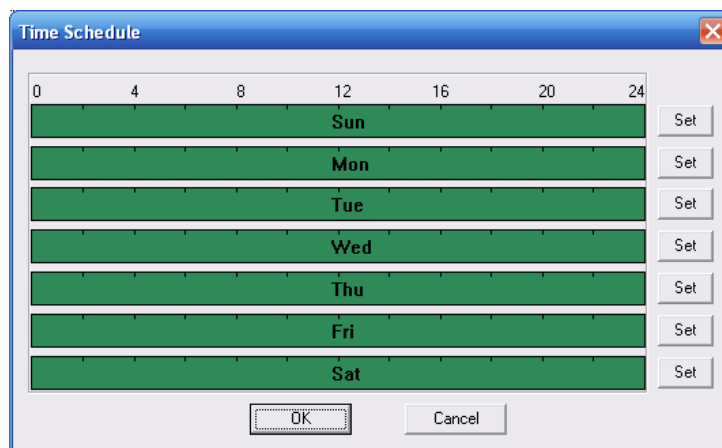 Time Schedule
0 4 8 12 16 20 24
Sun Set
Mon Set
Tue Set
Wed Set
Thu Set
Fri Set
Sat Set
OK Cancel